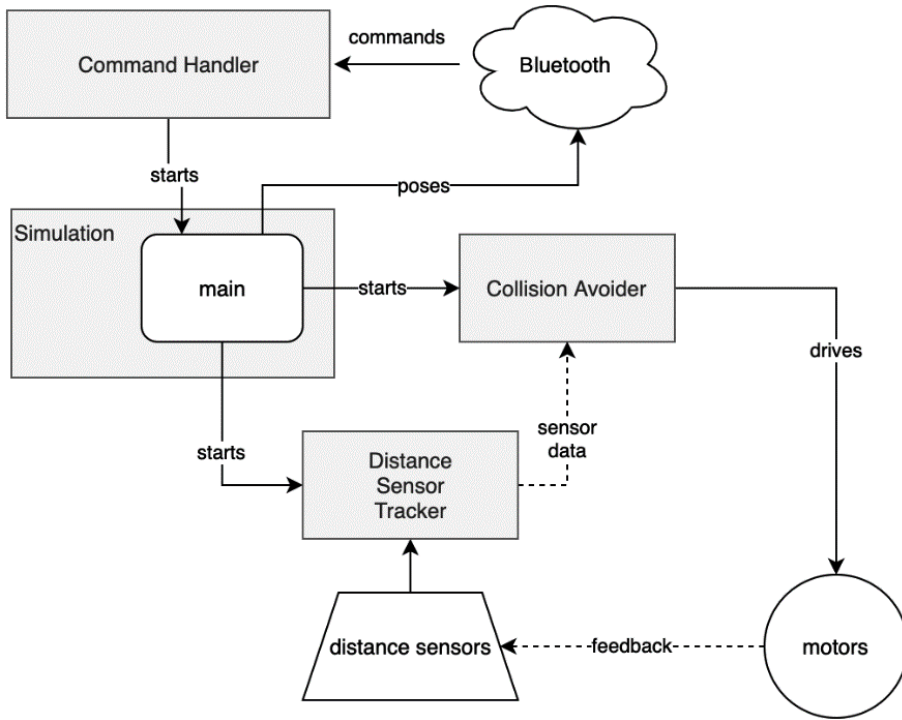 commands
Command Handler
Bluetooth
starts
poses
Simulation
main
starts
Collision Avoider
drives
starts
Distance
Sensor
Tracker
sensor
data
distance sensors
feedback
motors